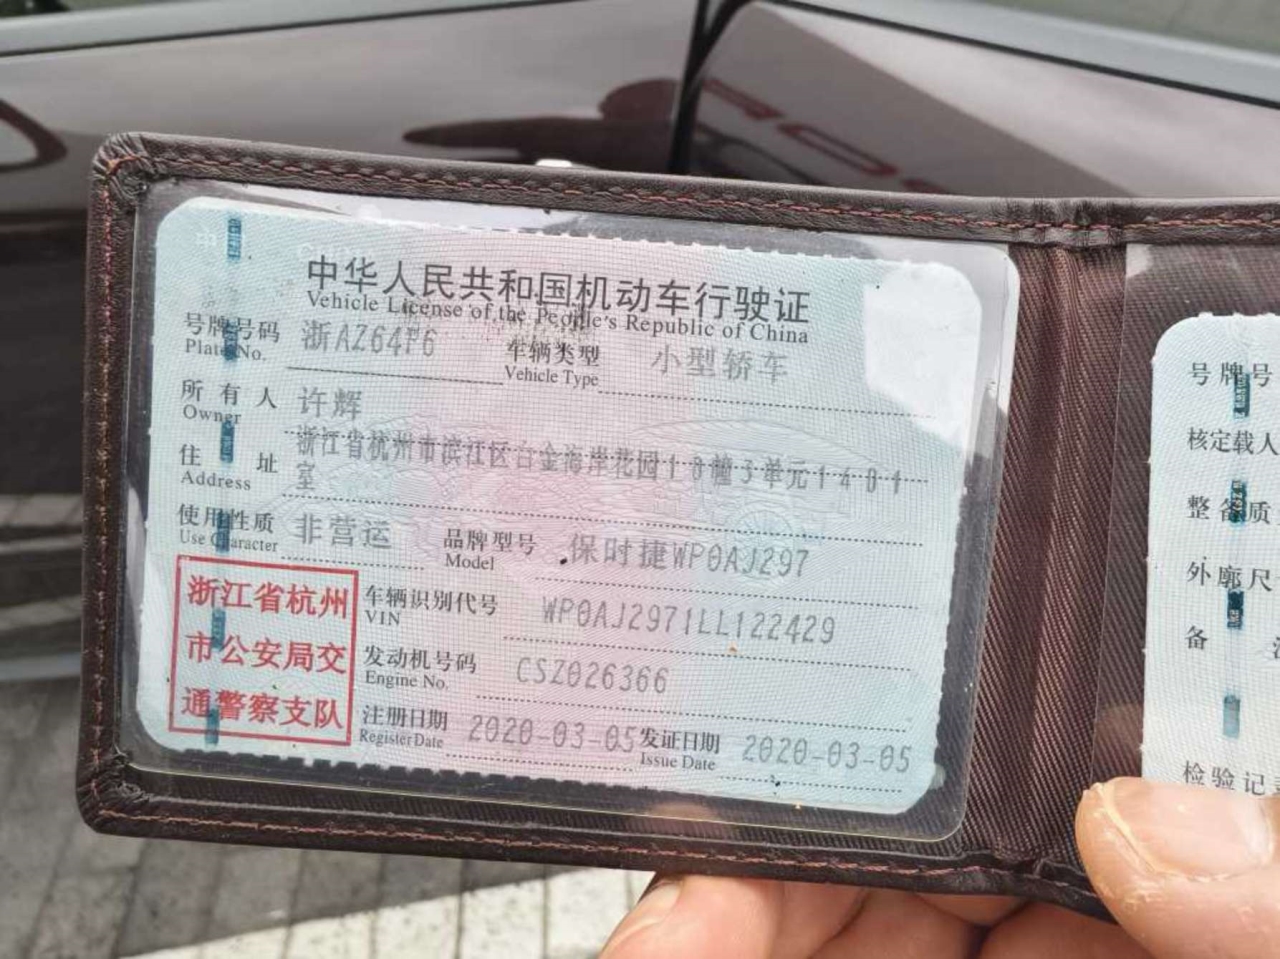 中华人民共和国机动车行驶证
Vehicle License of the People's Republic of China
号牌号码 浙AZ64P6 车辆类型 小型轿车
Plate No. Vehicle Type
所有人 许辉
Owner
住址 浙江省杭州市滨江区白金海岸花园18幢3单元1401
Address 室
使用性质 非营运 品牌型号 保时捷WP0AJ297
Use Character Model
浙江省杭州
市公安局交
通警察支队
车辆识别代号 WP0AJ2971LL122429
VIN
发动机号码 CSZ026366
Engine No.
注册日期 2020-03-05 发证日期 2020-03-05
Register Date Issue Date
号牌号
核定载人
整备质
外廓尺
备
检验记